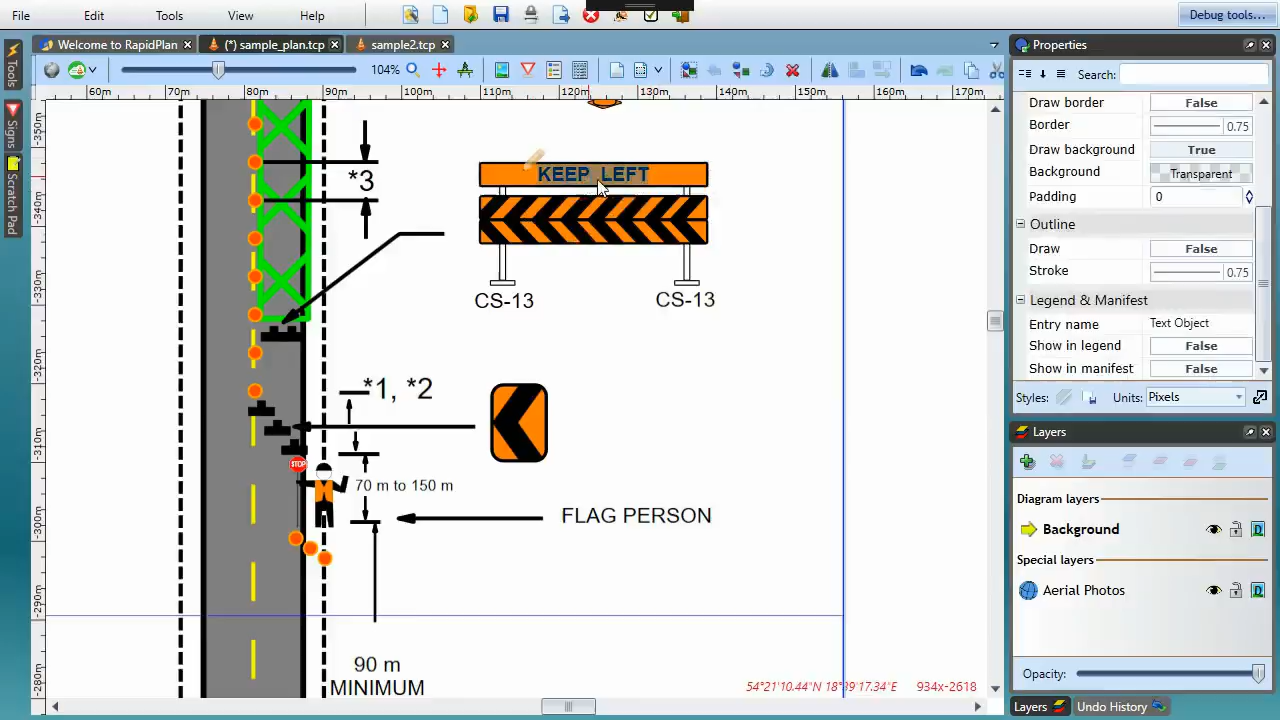 File Edit Tools View Help Debug tools...
Welcome to RapidPlan (*) sample_plan.tcp sample2.tcp
104%
60m 70m 80m 90m 100m 110m 120m 130m 140m 150m 160m 170m
Tools
Signs
Scratch Pad
-350m
-340m
-330m
-320m
-310m
-300m
-290m
-280m
*3
KEEP LEFT
CS-13 CS-13
*1, *2
STOP
70 m to 150 m
FLAG PERSON
90 m
MINIMUM
54°21'10.44"N 18°39'17.34"E 934x-2618
Properties
Search:
Draw border False
Border 0.75
Draw background True
Background Transparent
Padding 0
Outline
Draw False
Stroke 0.75
Legend & Manifest
Entry name Text Object
Show in legend False
Show in manifest False
Styles: Units: Pixels
Layers
Diagram layers
Background D
Special layers
Aerial Photos D
Opacity:
Layers Undo History